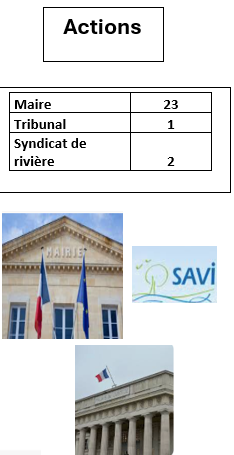 Actions
Maire 23
Tribunal 1
Syndicat de
rivière 2
MAIRIE
SAVI